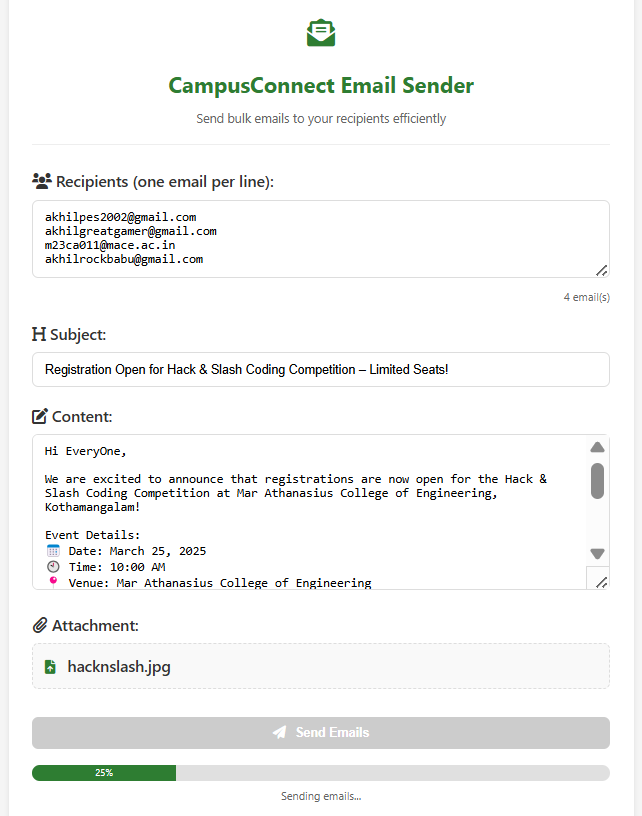 CampusConnect Email Sender
Send bulk emails to your recipients efficiently
Recipients (one email per line):
akhilpes2002@gmail.com
akhilgreatgamer@gmail.com
m23ca011@mace.ac.in
akhilrockbabu@gmail.com
4 email(s)
Subject:
Registration Open for Hack & Slash Coding Competition – Limited Seats!
Content:
Hi EveryOne,
We are excited to announce that registrations are now open for the Hack &
Slash Coding Competition at Mar Athanasius College of Engineering,
Kothamangalam!
Event Details:
📅 Date: March 25, 2025
🕙 Time: 10:00 AM
📍 Venue: Mar Athanasius College of Engineering
Attachment:
hacknslash.jpg
Send Emails
25%
Sending emails...